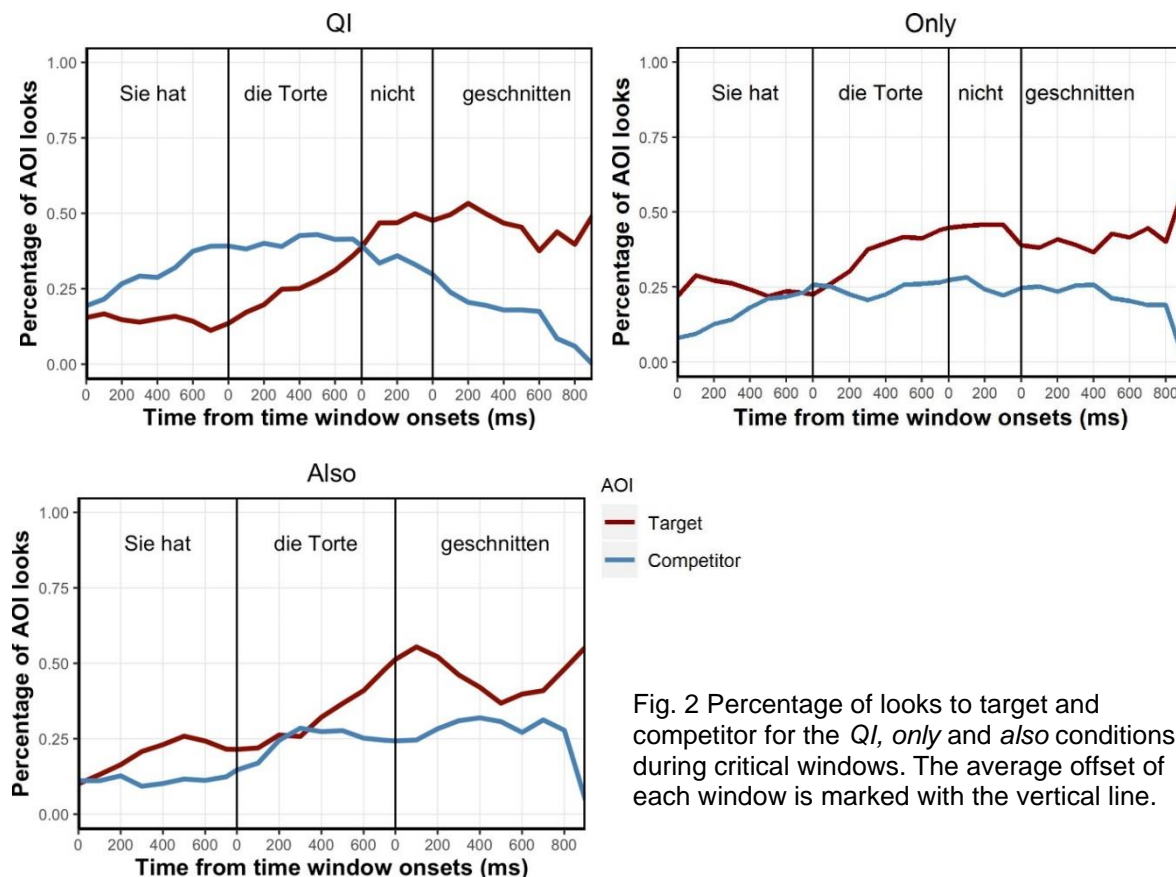 QI
Percentage of AOI looks
1.00
0.75
0.50
0.25
0.00
Sie hat
die Torte
nicht
geschnitten
0 200 400 600 0 200 400 600 0 200 0 200 400 600 800
Time from time window onsets (ms)
Only
Percentage of AOI looks
1.00
0.75
0.50
0.25
0.00
Sie hat
die Torte
nicht
geschnitten
0 200 400 600 0 200 400 600 0 200 0 200 400 600 800
Time from time window onsets (ms)
Also
Percentage of AOI looks
1.00
0.75
0.50
0.25
0.00
Sie hat
die Torte
geschnitten
0 200 400 600 0 200 400 600 0 200 400 600 800
Time from time window onsets (ms)
AOI
Target
Competitor
Fig. 2 Percentage of looks to target and
competitor for the QI, only and also conditions
during critical windows. The average offset of
each window is marked with the vertical line.